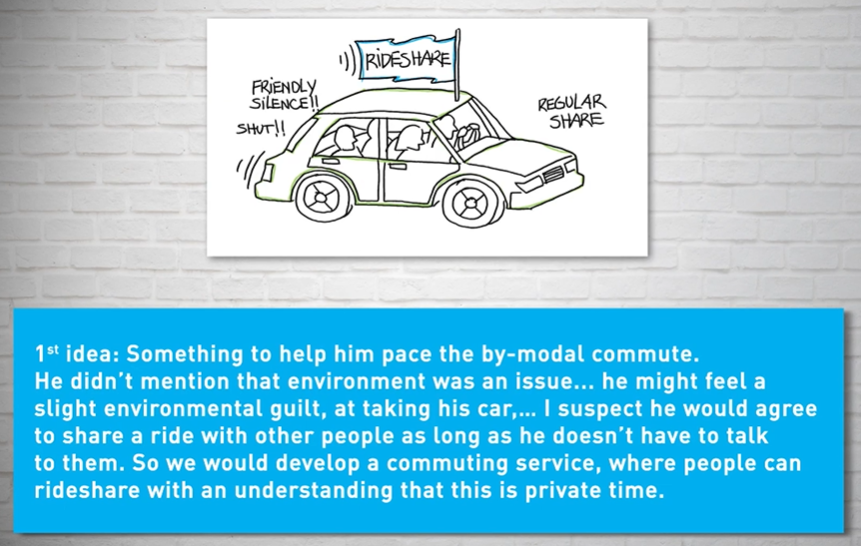 RIDESHARE
FRIENDLY
SILENCE!!
SHUT!!
REGULAR
SHARE
1st idea: Something to help him pace the by-modal commute.
He didn't mention that environment was an issue... he might feel a
slight environmental guilt, at taking his car,... I suspect he would agree
to share a ride with other people as long as he doesn't have to talk
to them. So we would develop a commuting service, where people can
rideshare with an understanding that this is private time.